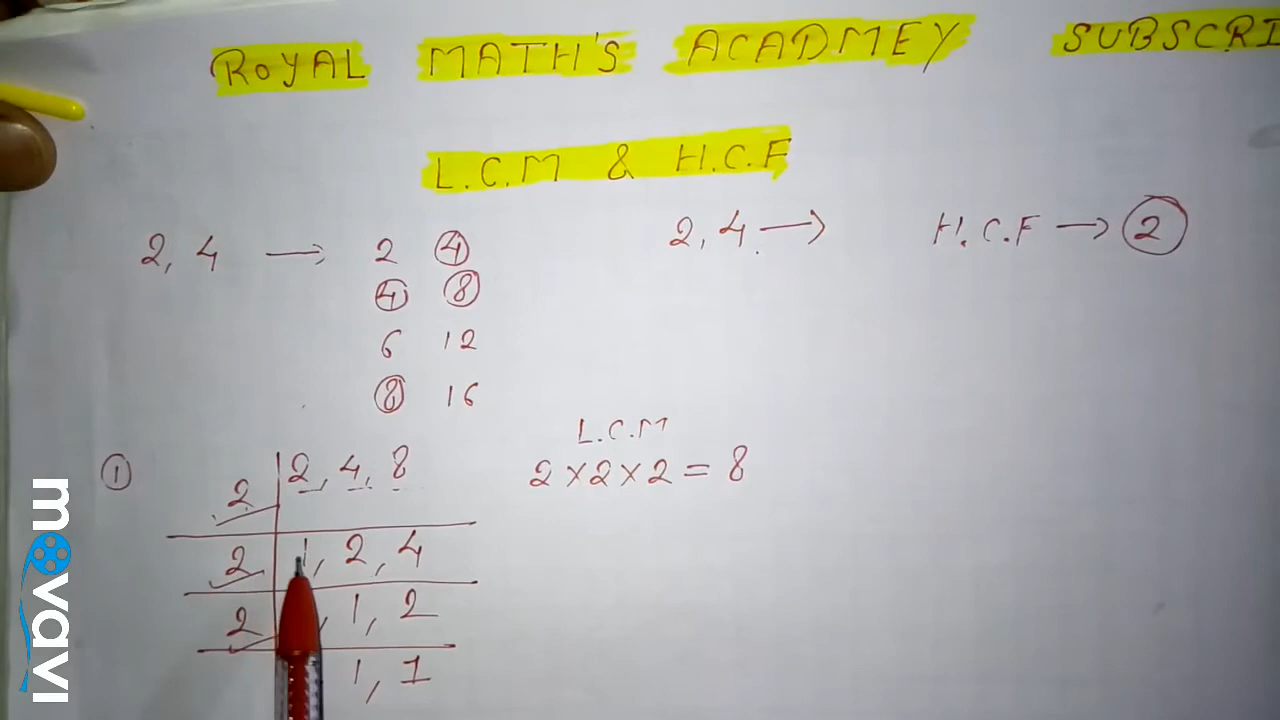 ROYAL MATH'S ACADMEY SUBSCRI
L.C.M & H.C.F
2, 4 → 2 4
4 8
6 12
8 16
2, 4. → H.C.F → 2
1
2 2, 4, 8
2 1, 2, 4
2 , 1, 2
1, 1
L.C.M
2×2×2 = 8
movavi